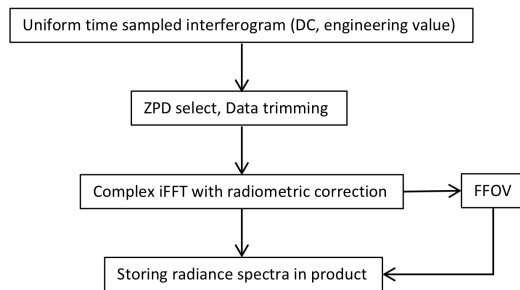 Uniform time sampled interferogram (DC, engineering value)
ZPD select, Data trimming
Complex iFFT with radiometric correction
FFOV
Storing radiance spectra in product